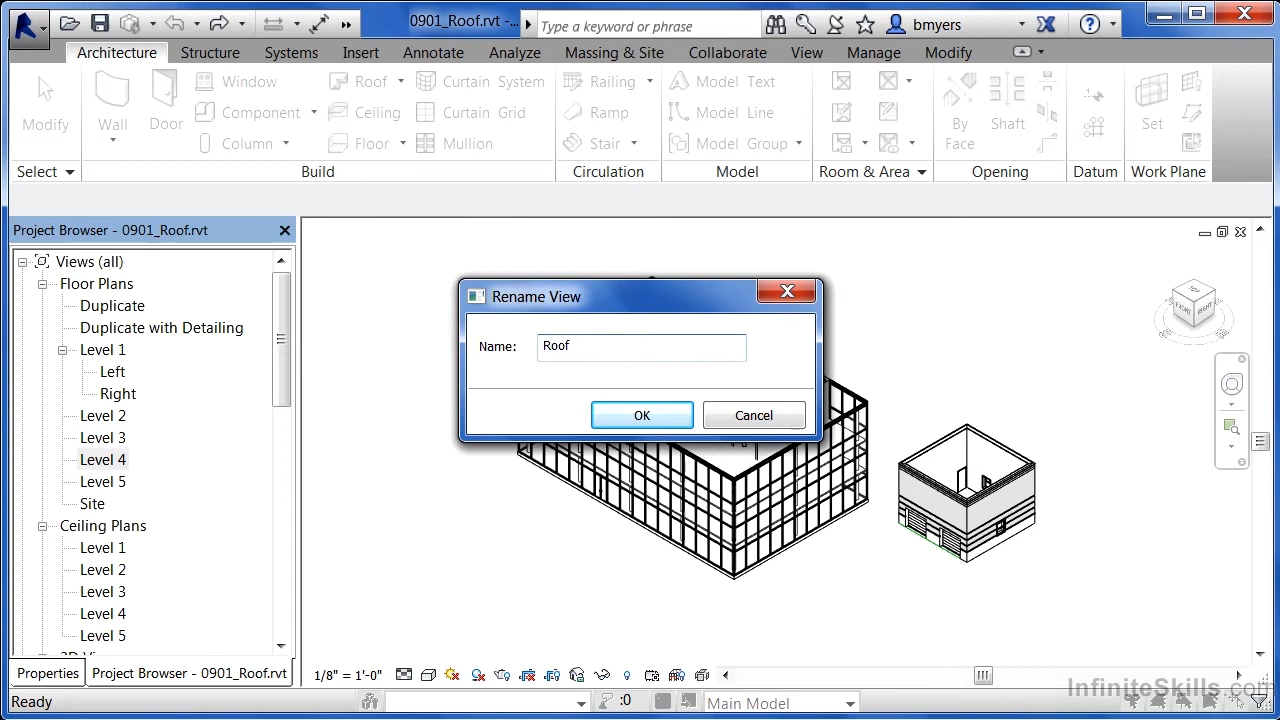 0901_Roof.rvt -...
Type a keyword or phrase
bmyers
Architecture Structure Systems Insert Annotate Analyze Massing & Site Collaborate View Manage Modify
Modify
Wall
Door
Window
Component
Column
Roof
Ceiling
Floor
Curtain System
Curtain Grid
Mullion
Railing
Ramp
Stair
Model Text
Model Line
Model Group
By Face
Shaft
Set
Select Build Circulation Model Room & Area Opening Datum Work Plane
Project Browser - 0901_Roof.rvt
Views (all)
Floor Plans
Duplicate
Duplicate with Detailing
Level 1
Left
Right
Level 2
Level 3
Level 4
Level 5
Site
Ceiling Plans
Level 1
Level 2
Level 3
Level 4
Level 5
Rename View
Name: Roof
OK Cancel
TOP
FRONT RIGHT
Properties Project Browser - 0901_Roof.rvt
1/8" = 1'-0"
InfiniteSkills.com
Ready
:0
Main Model